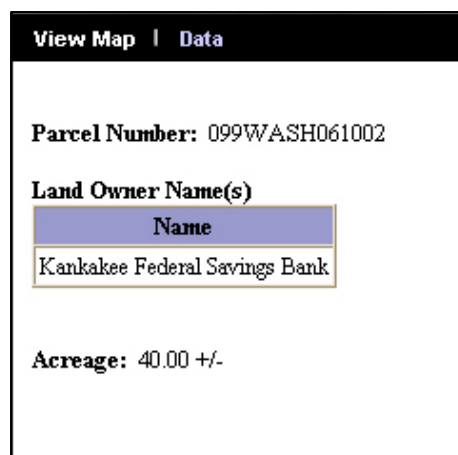 View Map | Data
Parcel Number: 099WASH061002
Land Owner Name(s)
Name
Kankakee Federal Savings Bank
Acreage: 40.00 +/-